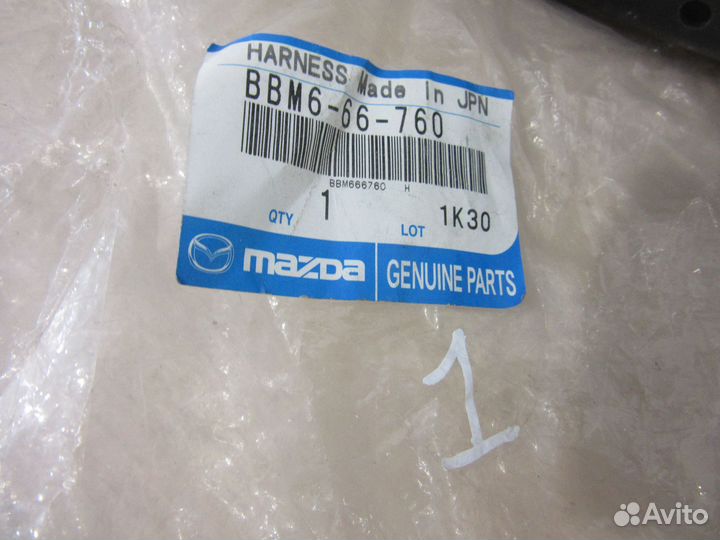 HARNESS Made In JPN
BBM6-66-760
BBM666760 H
QTY 1 LOT 1K30
mazda GENUINE PARTS
1
Avito